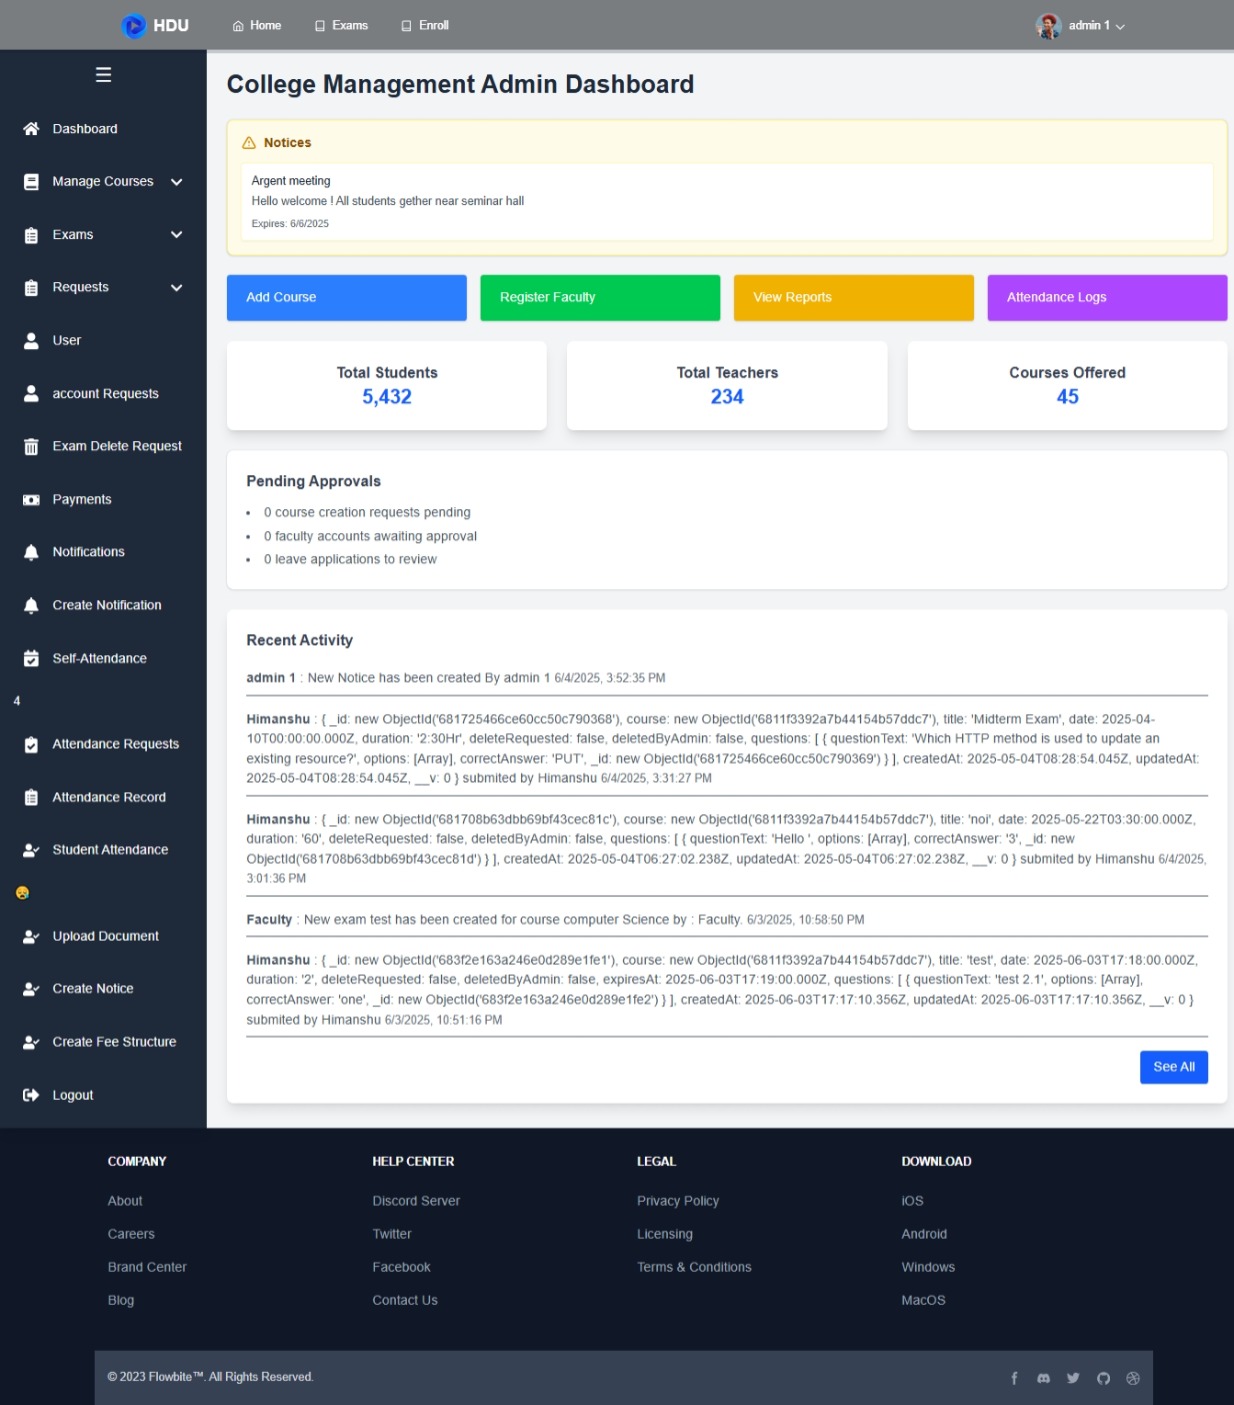 HDU
Home
Exams
Enroll
admin 1
Dashboard
Manage Courses
Exams
Requests
User
account Requests
Exam Delete Request
Payments
Notifications
Create Notification
Self-Attendance
4
Attendance Requests
Attendance Record
Student Attendance
😪
Upload Document
Create Notice
Create Fee Structure
Logout
College Management Admin Dashboard
Notices
Argent meeting
Hello welcome ! All students gether near seminar hall
Expires: 6/6/2025
Add Course
Register Faculty
View Reports
Attendance Logs
Total Students
5,432
Total Teachers
234
Courses Offered
45
Pending Approvals
• 0 course creation requests pending
• 0 faculty accounts awaiting approval
• 0 leave applications to review
Recent Activity
admin 1 : New Notice has been created By admin 1 6/4/2025, 3:52:35 PM
Himanshu : { _id: new ObjectId('681725466ce60cc50c790368'), course: new ObjectId('6811f3392a7b44154b57ddc7'), title: 'Midterm Exam', date: 2025-04-
10T00:00:00.000Z, duration: '2:30Hr', deleteRequested: false, deletedByAdmin: false, questions: [ { questionText: 'Which HTTP method is used to update an
existing resource?', options: [Array], correctAnswer: 'PUT', _id: new ObjectId('681725466ce60cc50c790369') } ], createdAt: 2025-05-04T08:28:54.045Z, updatedAt:
2025-05-04T08:28:54.045Z, __v: 0 } submited by Himanshu 6/4/2025, 3:31:27 PM
Himanshu : { _id: new ObjectId('681708b63dbb69bf43cec81c'), course: new ObjectId('6811f3392a7b44154b57ddc7'), title: 'noi', date: 2025-05-22T03:30:00.000Z,
duration: '60', deleteRequested: false, deletedByAdmin: false, questions: [ { questionText: 'Hello ', options: [Array], correctAnswer: '3', _id: new
ObjectId('681708b63dbb69bf43cec81d') } ], createdAt: 2025-05-04T06:27:02.238Z, updatedAt: 2025-05-04T06:27:02.238Z, __v: 0 } submited by Himanshu 6/4/2025,
3:01:36 PM
Faculty : New exam test has been created for course computer Science by : Faculty. 6/3/2025, 10:58:50 PM
Himanshu : { _id: new ObjectId('683f2e163a246e0d289e1fe1'), course: new ObjectId('6811f3392a7b44154b57ddc7'), title: 'test', date: 2025-06-03T17:18:00.000Z,
duration: '2', deleteRequested: false, deletedByAdmin: false, expiresAt: 2025-06-03T17:19:00.000Z, questions: [ { questionText: 'test 2.1', options: [Array],
correctAnswer: 'one', _id: new ObjectId('683f2e163a246e0d289e1fe2') } ], createdAt: 2025-06-03T17:17:10.356Z, updatedAt: 2025-06-03T17:17:10.356Z, __v: 0 }
submited by Himanshu 6/3/2025, 10:51:16 PM
See All
COMPANY
About
Careers
Brand Center
Blog
HELP CENTER
Discord Server
Twitter
Facebook
Contact Us
LEGAL
Privacy Policy
Licensing
Terms & Conditions
DOWNLOAD
iOS
Android
Windows
MacOS
© 2023 Flowbite™. All Rights Reserved.